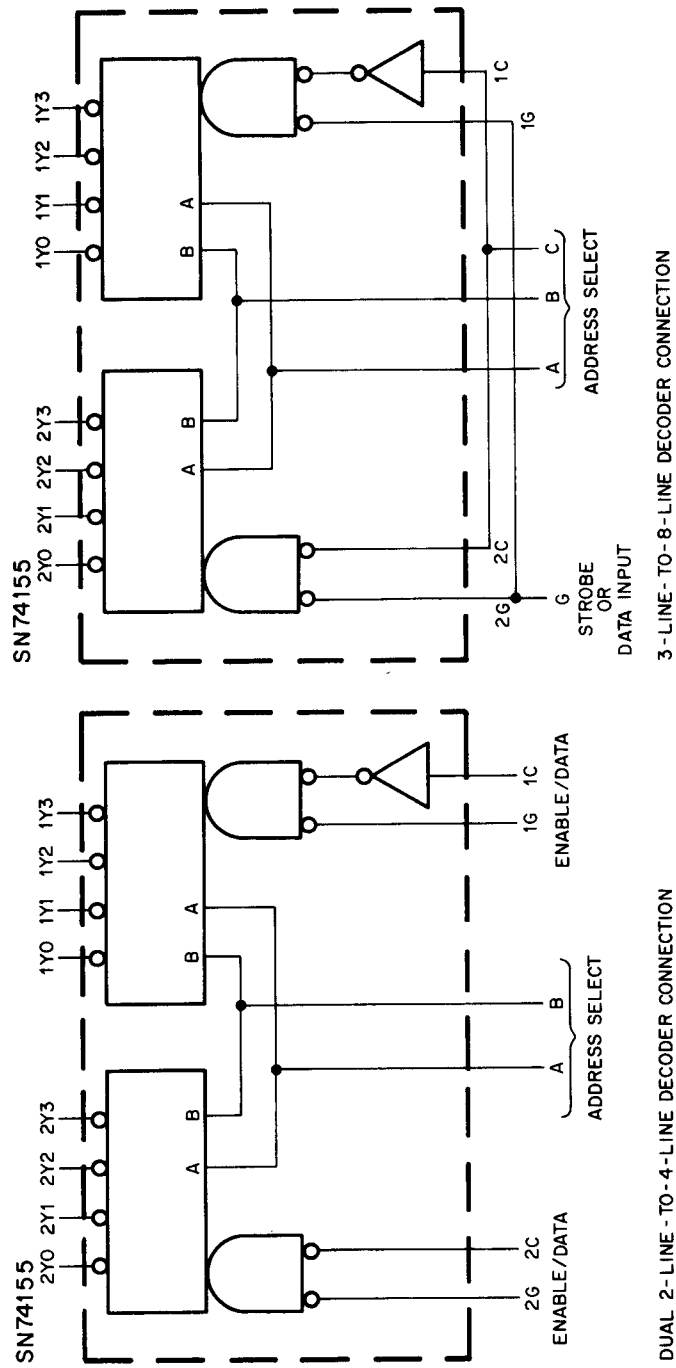 SN74155
2Y0 2Y1 2Y2 2Y3 1Y0 1Y1 1Y2 1Y3
A B B A
2G 2C 1G 1C
ENABLE/DATA ENABLE/DATA
A B
ADDRESS SELECT
DUAL 2-LINE-TO-4-LINE DECODER CONNECTION
SN74155
2Y0 2Y1 2Y2 2Y3 1Y0 1Y1 1Y2 1Y3
A B B A
2G 2C 1G 1C
G A B C
STROBE
OR
DATA INPUT
ADDRESS SELECT
3-LINE-TO-8-LINE DECODER CONNECTION